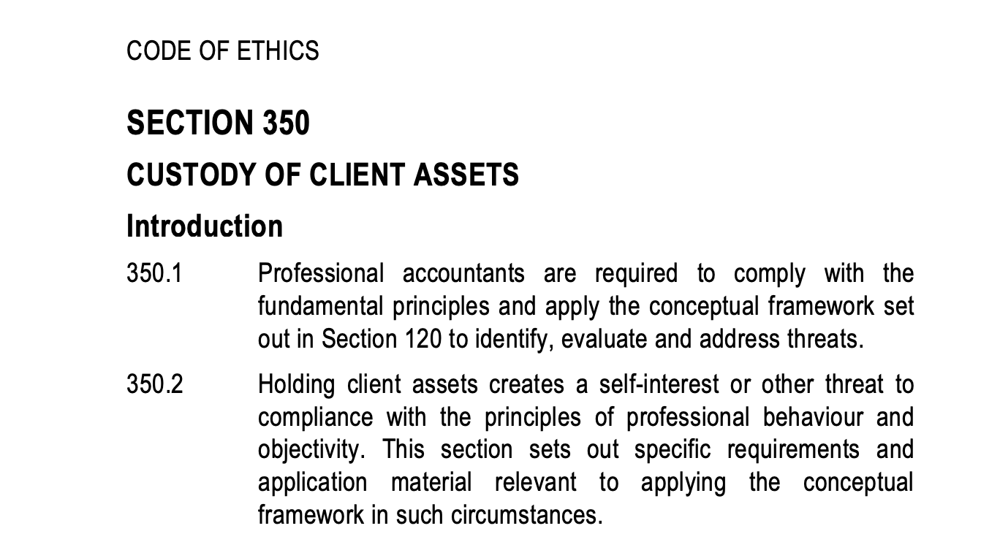 CODE OF ETHICS
SECTION 350
CUSTODY OF CLIENT ASSETS
Introduction
350.1 Professional accountants are required to comply with the
fundamental principles and apply the conceptual framework set
out in Section 120 to identify, evaluate and address threats.
350.2 Holding client assets creates a self-interest or other threat to
compliance with the principles of professional behaviour and
objectivity. This section sets out specific requirements and
application material relevant to applying the conceptual
framework in such circumstances.